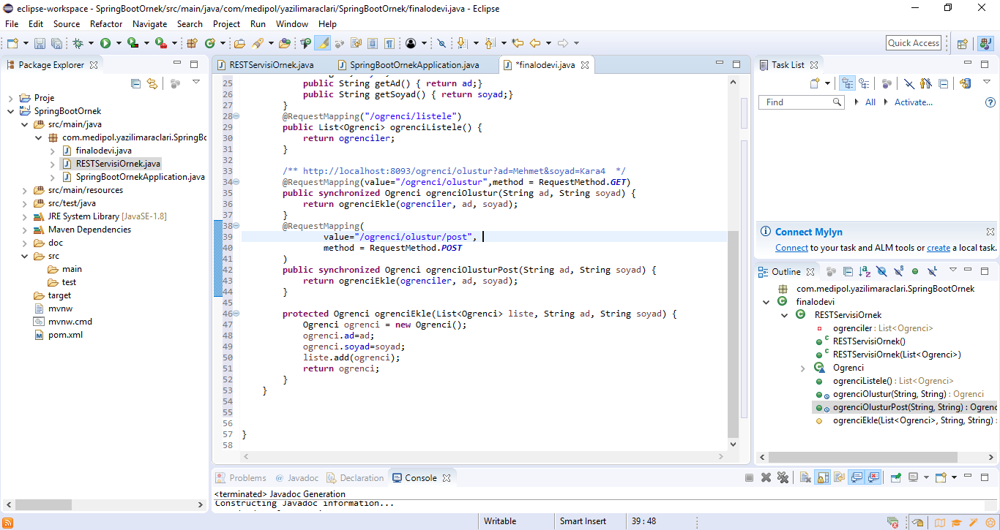 eclipse-workspace - SpringBootOrnek/src/main/java/com/medipol/yazilimaraclari/SpringBootOrnek/finalodevi.java - Eclipse
File Edit Source Refactor Navigate Search Project Run Window Help
Quick Access
Package Explorer
Proje
SpringBootOrnek
src/main/java
com.medipol.yazilimaraclari.SpringBo
finalodevi.java
RESTServisiOrnek.java
SpringBootOrnekApplication.java
src/main/resources
src/test/java
JRE System Library [JavaSE-1.8]
Maven Dependencies
doc
src
main
test
target
mvnw
mvnw.cmd
pom.xml
RESTServisiOrnek.java SpringBootOrnekApplication.java *finalodevi.java
25 public String getAd() { return ad;}
26 public String getSoyad() { return soyad;}
27 }
28 @RequestMapping("/ogrenci/listele")
29 public List<Ogrenci> ogrenciListele() {
30 return ogrenciler;
31 }
32
33 /** http://localhost:8093/ogrenci/olustur?ad=Mehmet&soyad=Kara4 */
34 @RequestMapping(value="/ogrenci/olustur",method = RequestMethod.GET)
35 public synchronized Ogrenci ogrenciOlustur(String ad, String soyad) {
36 return ogrenciEkle(ogrenciler, ad, soyad);
37 }
38 @RequestMapping(
39 value="/ogrenci/olustur/post",
40 method = RequestMethod.POST
41 )
42 public synchronized Ogrenci ogrenciOlusturPost(String ad, String soyad) {
43 return ogrenciEkle(ogrenciler, ad, soyad);
44 }
45
46 protected Ogrenci ogrenciEkle(List<Ogrenci> liste, String ad, String soyad) {
47 Ogrenci ogrenci = new Ogrenci();
48 ogrenci.ad=ad;
49 ogrenci.soyad=soyad;
50 liste.add(ogrenci);
51 return ogrenci;
52 }
53 }
54
55
56
57 }
58
Task List
Find All Activate...
Connect Mylyn
Connect to your task and ALM tools or create a local task.
Outline
com.medipol.yazilimaraclari.SpringBootOrnek
finalodevi
RESTServisiOrnek
ogrenciler : List<Ogrenci>
RESTServisiOrnek()
RESTServisiOrnek(List<Ogrenci>)
Ogrenci
ogrenciListele() : List<Ogrenci>
ogrenciOlustur(String, String) : Ogrenci
ogrenciOlusturPost(String, String) : Ogrenc
ogrenciEkle(List<Ogrenci>, String, String) :
Problems Javadoc Declaration Console
<terminated> Javadoc Generation
Constructing Javadoc information...
Writable Smart Insert 39 : 48